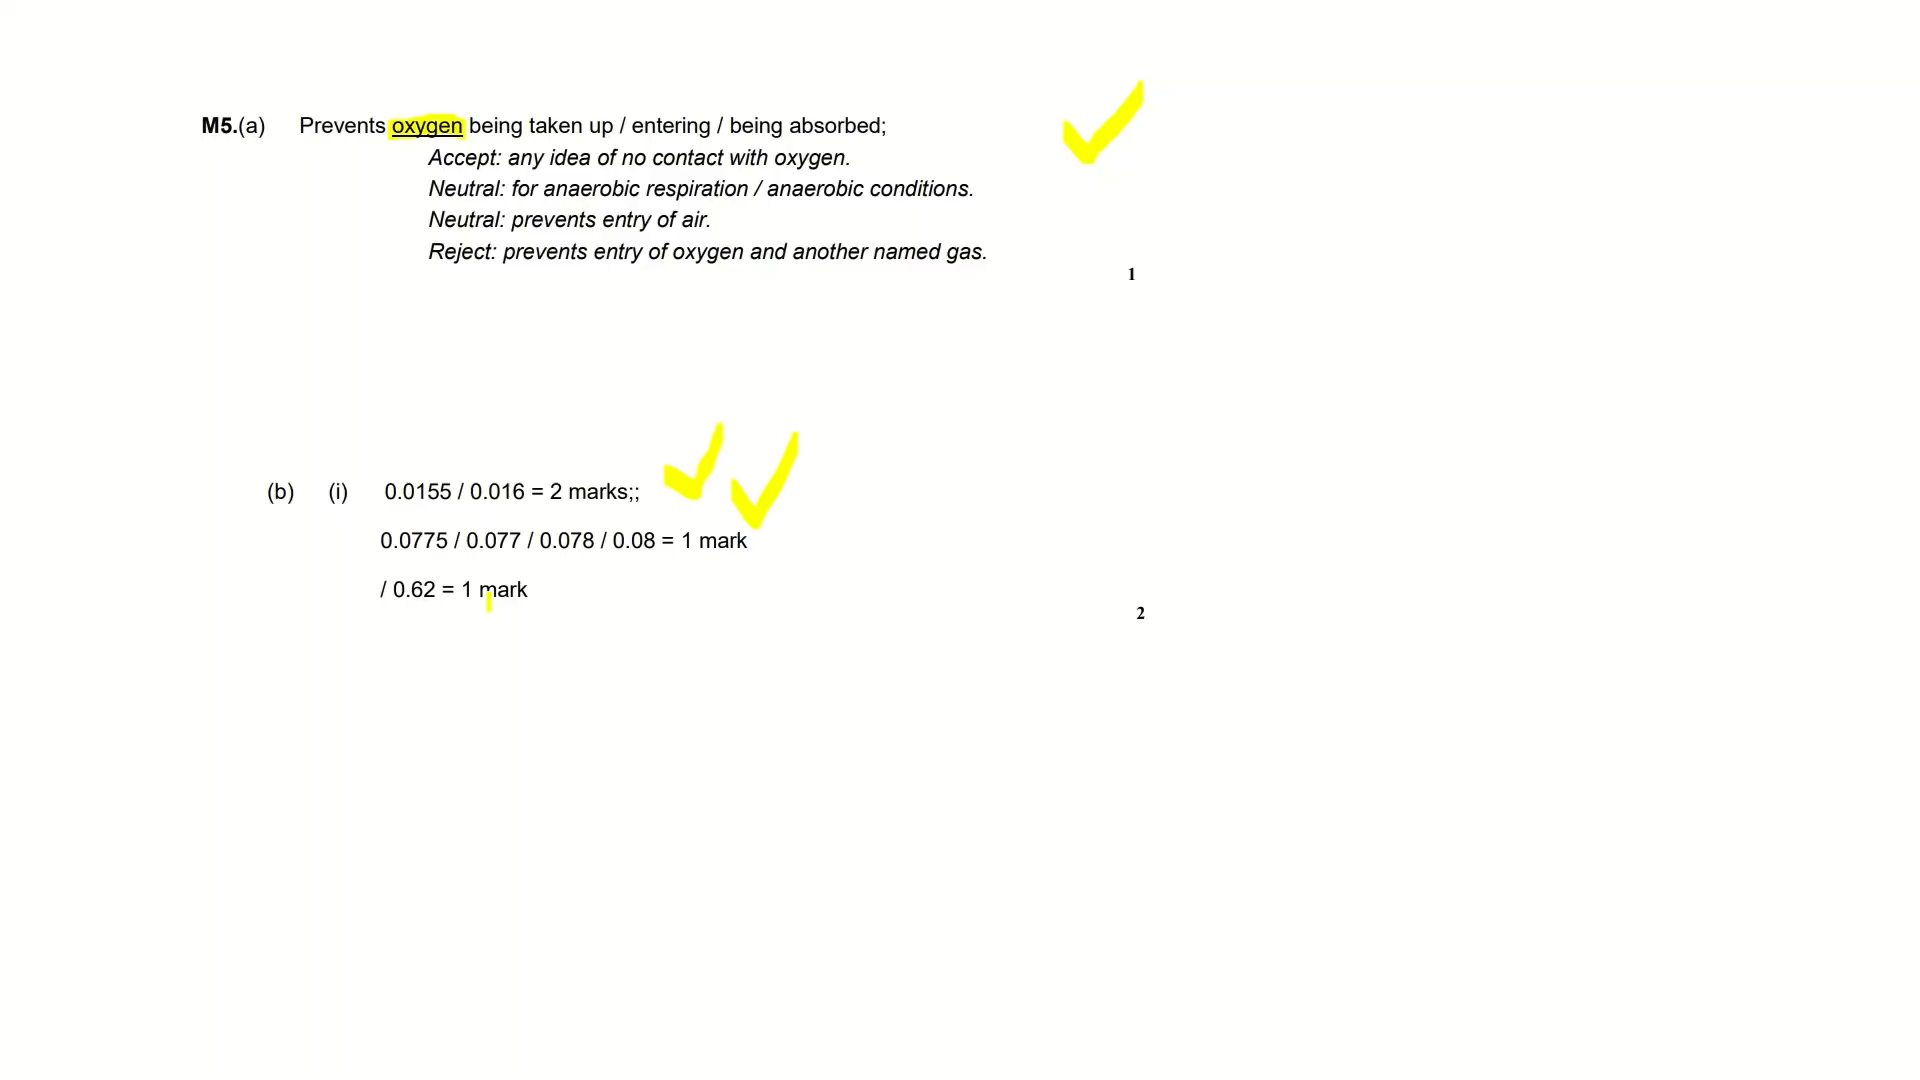 M5.(a) Prevents oxygen being taken up / entering / being absorbed;
Accept: any idea of no contact with oxygen.
Neutral: for anaerobic respiration / anaerobic conditions.
Neutral: prevents entry of air.
Reject: prevents entry of oxygen and another named gas.
1
(b) (i) 0.0155 / 0.016 = 2 marks;;
0.0775 / 0.077 / 0.078 / 0.08 = 1 mark
/ 0.62 = 1 mark
2